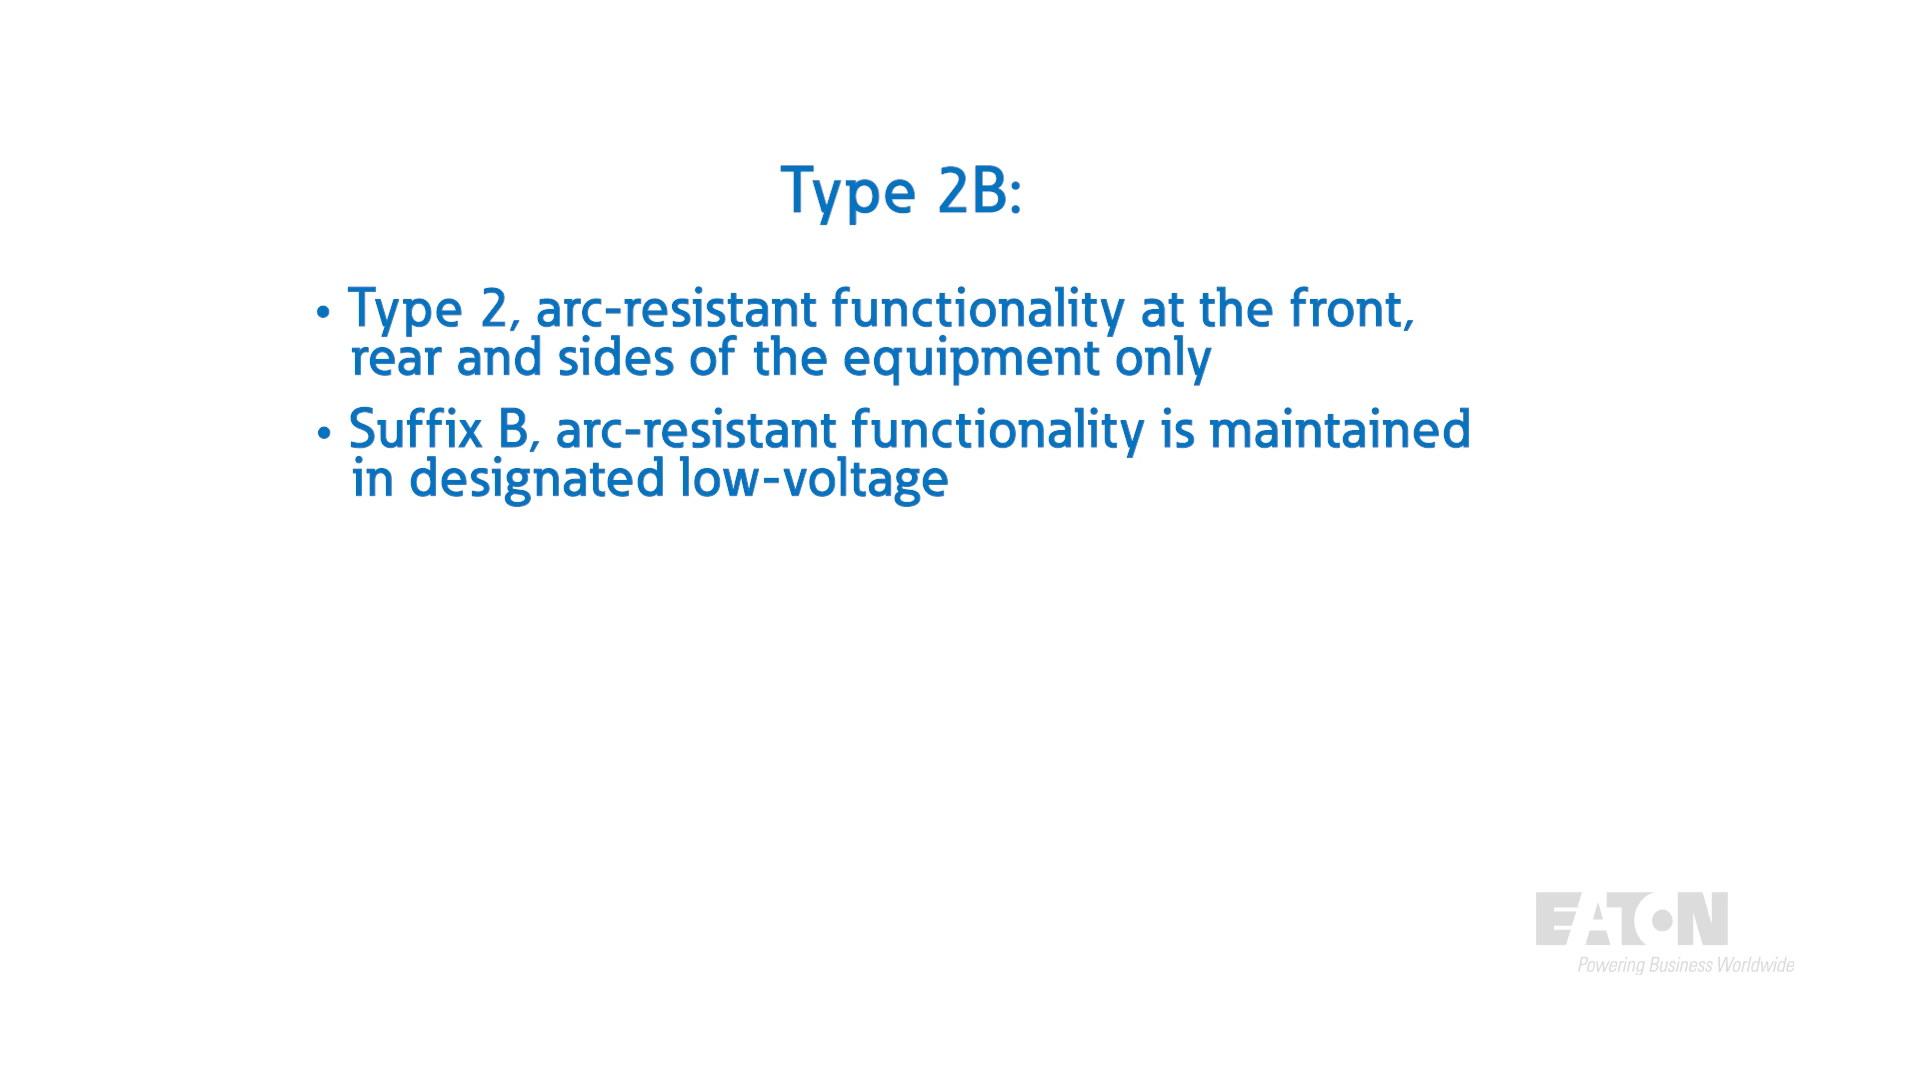 Type 2B:
• Type 2, arc-resistant functionality at the front,
rear and sides of the equipment only
• Suffix B, arc-resistant functionality is maintained
in designated low-voltage
EATON
Powering Business Worldwide